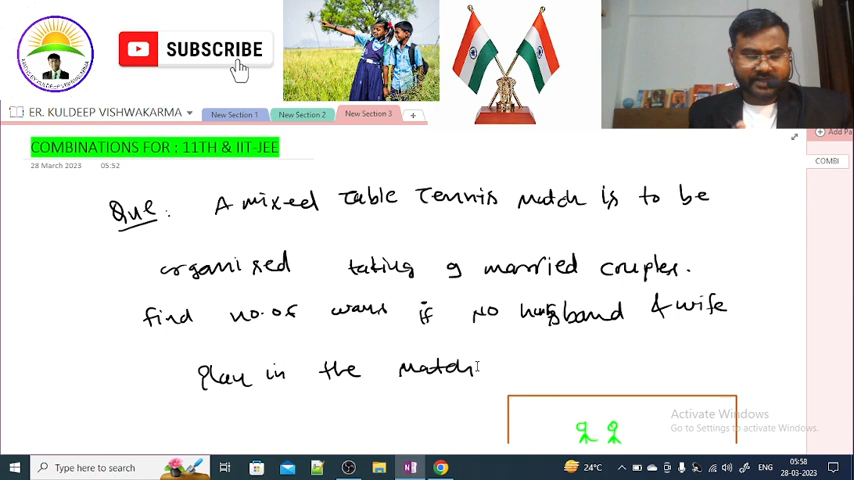 SUBSCRIBE
ER. KULDEEP VISHWAKARMA
New Section 1
New Section 2
New Section 3
+
COMBINATIONS FOR : 11TH & IIT-JEE
28 March 2023 05:52
Add Pa
COMBI
Que: A mixed Table Tennis match is to be
organised taking 9 married couples.
find no. of ways if no husband & wife
play in the match
Activate Windows
Go to Settings to activate Windows.
Type here to search
24°C
ENG
05:58
28-03-2023